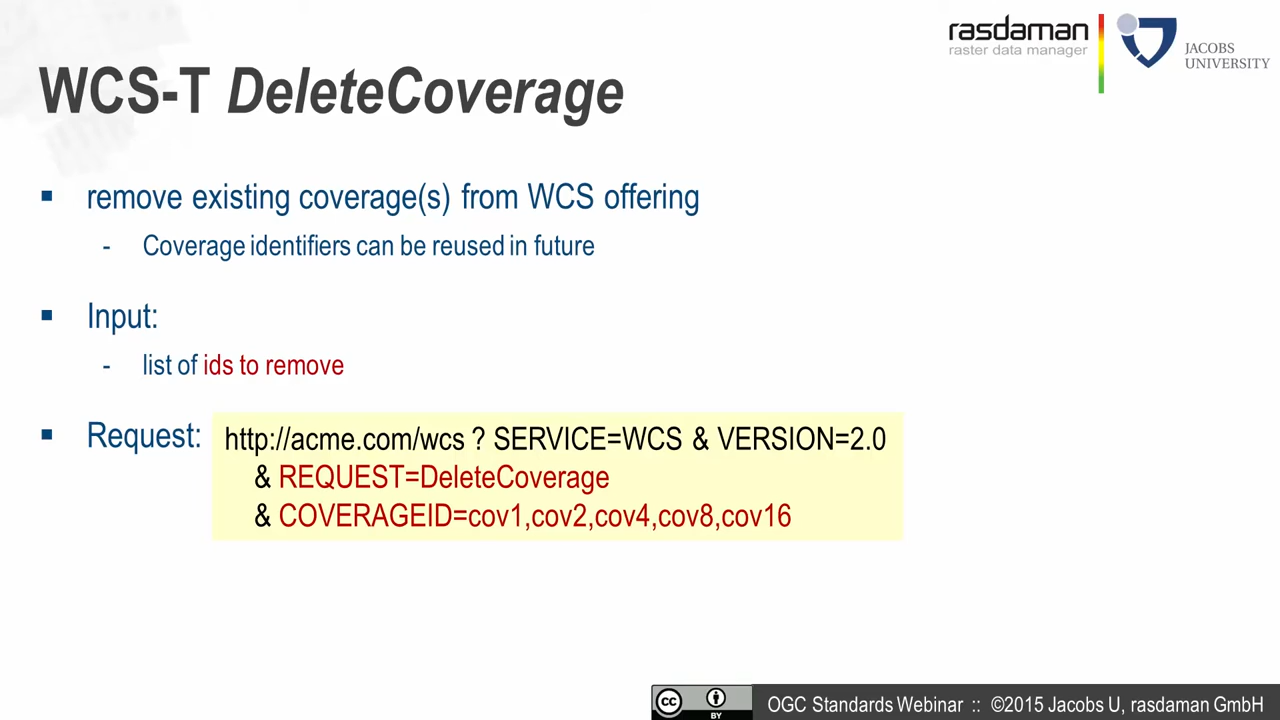 rasdaman
raster data manager
JACOBS
UNIVERSITY
WCS-T DeleteCoverage
▪ remove existing coverage(s) from WCS offering
- Coverage identifiers can be reused in future
▪ Input:
- list of ids to remove
▪ Request:
http://acme.com/wcs ? SERVICE=WCS & VERSION=2.0
& REQUEST=DeleteCoverage
& COVERAGEID=cov1,cov2,cov4,cov8,cov16
cc
BY
OGC Standards Webinar :: ©2015 Jacobs U, rasdaman GmbH